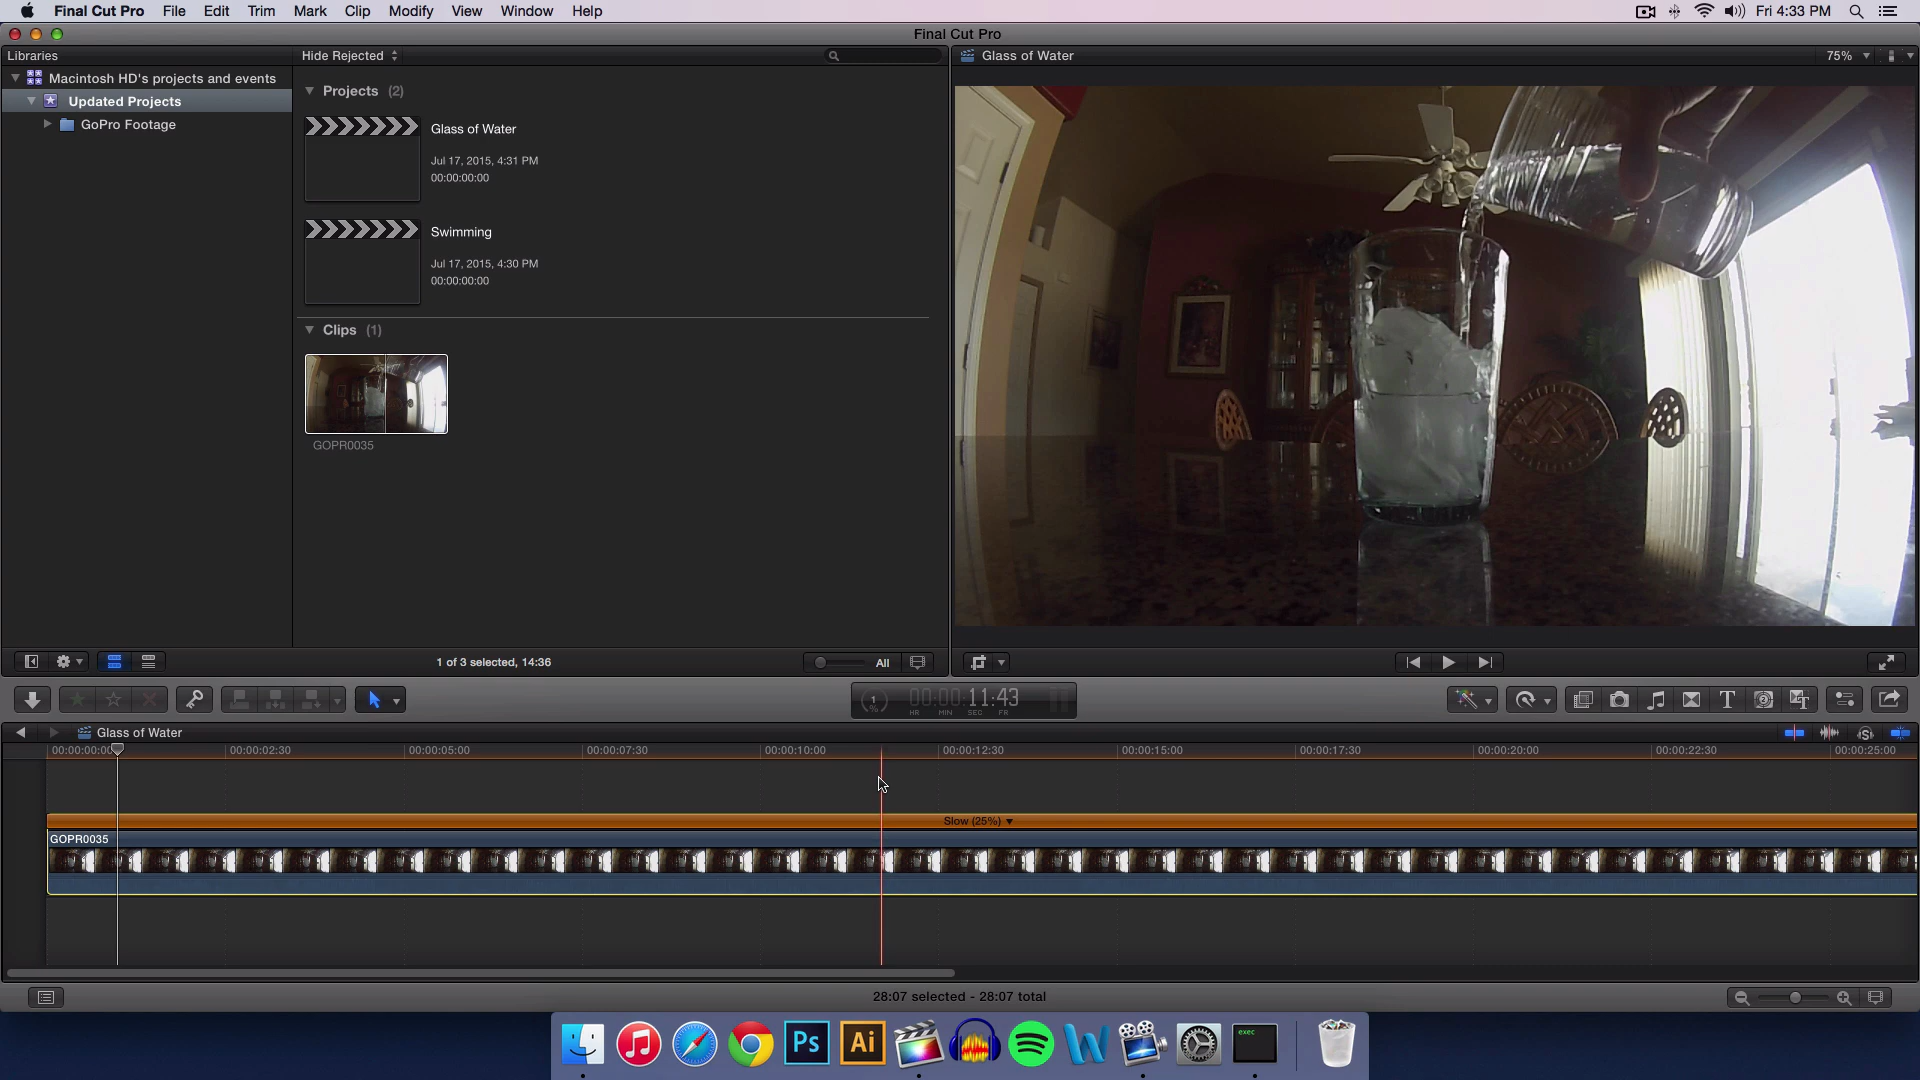 Final Cut Pro File Edit Trim Mark Clip Modify View Window Help Fri 4:33 PM
Final Cut Pro
Libraries
Hide Rejected
Glass of Water
75%
Macintosh HD's projects and events
Updated Projects
GoPro Footage
Projects (2)
Glass of Water
Jul 17, 2015, 4:31 PM
00:00:00:00
Swimming
Jul 17, 2015, 4:30 PM
00:00:00:00
Clips (1)
GOPR0035
1 of 3 selected, 14:36
All
1
%
00:00:11:43
HR MIN SEC FR
T
Glass of Water
00:00:00:00 00:00:02:30 00:00:05:00 00:00:07:30 00:00:10:00 00:00:12:30 00:00:15:00 00:00:17:30 00:00:20:00 00:00:22:30 00:00:25:00
Slow (25%)
GOPR0035
28:07 selected - 28:07 total
Ps
Ai
W
exec